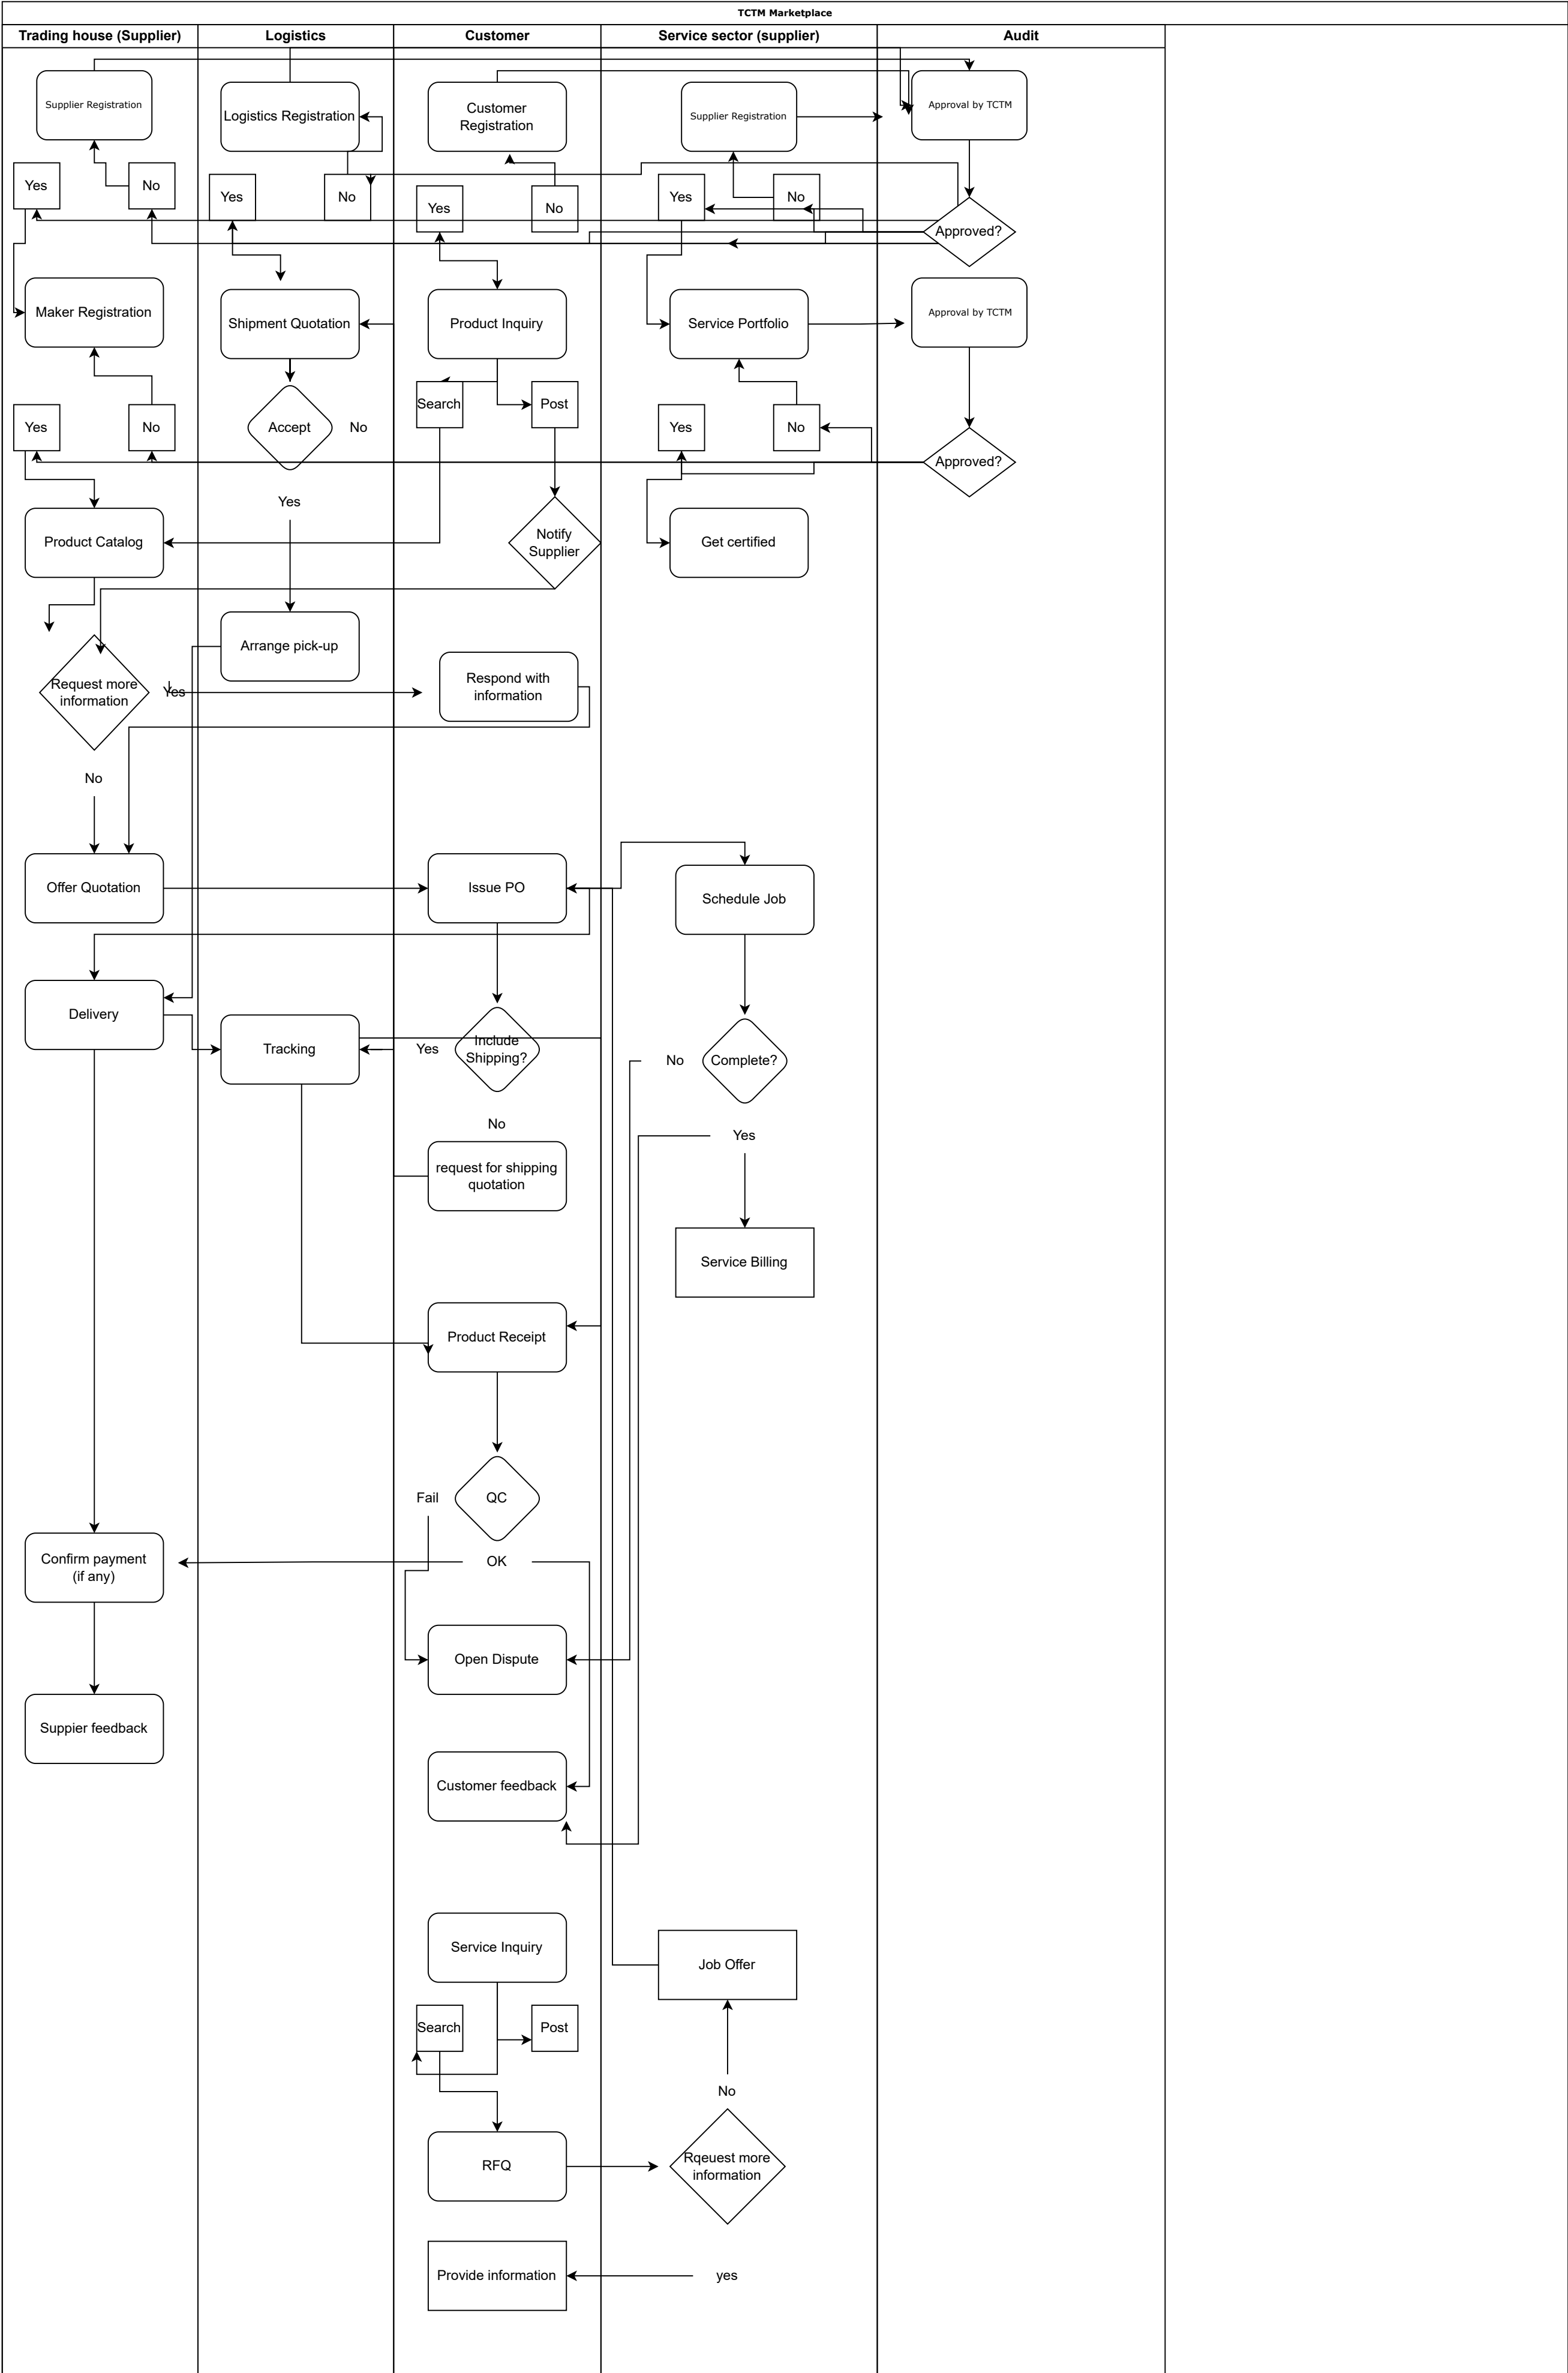 TCTM Marketplace
Trading house (Supplier)
Logistics
Customer
Service sector (supplier)
Audit
Supplier Registration
Logistics Registration
Customer
Registration
Supplier Registration
Approval by TCTM
Yes
No
Yes
No
Yes
No
Yes
No
Approved?
Maker Registration
Shipment Quotation
Product Inquiry
Service Portfolio
Approval by TCTM
Search
Post
Yes
No
Accept
No
Yes
No
Approved?
Yes
Product Catalog
Notify
Supplier
Get certified
Arrange pick-up
Request more
information
Yes
Respond with
information
No
Offer Quotation
Issue PO
Schedule Job
Delivery
Tracking
Yes
Include
Shipping?
No
Complete?
No
Yes
request for shipping
quotation
Service Billing
Product Receipt
Fail
QC
Confirm payment
(if any)
OK
Open Dispute
Suppier feedback
Customer feedback
Service Inquiry
Job Offer
Search
Post
No
RFQ
Rqeuest more
information
Provide information
yes